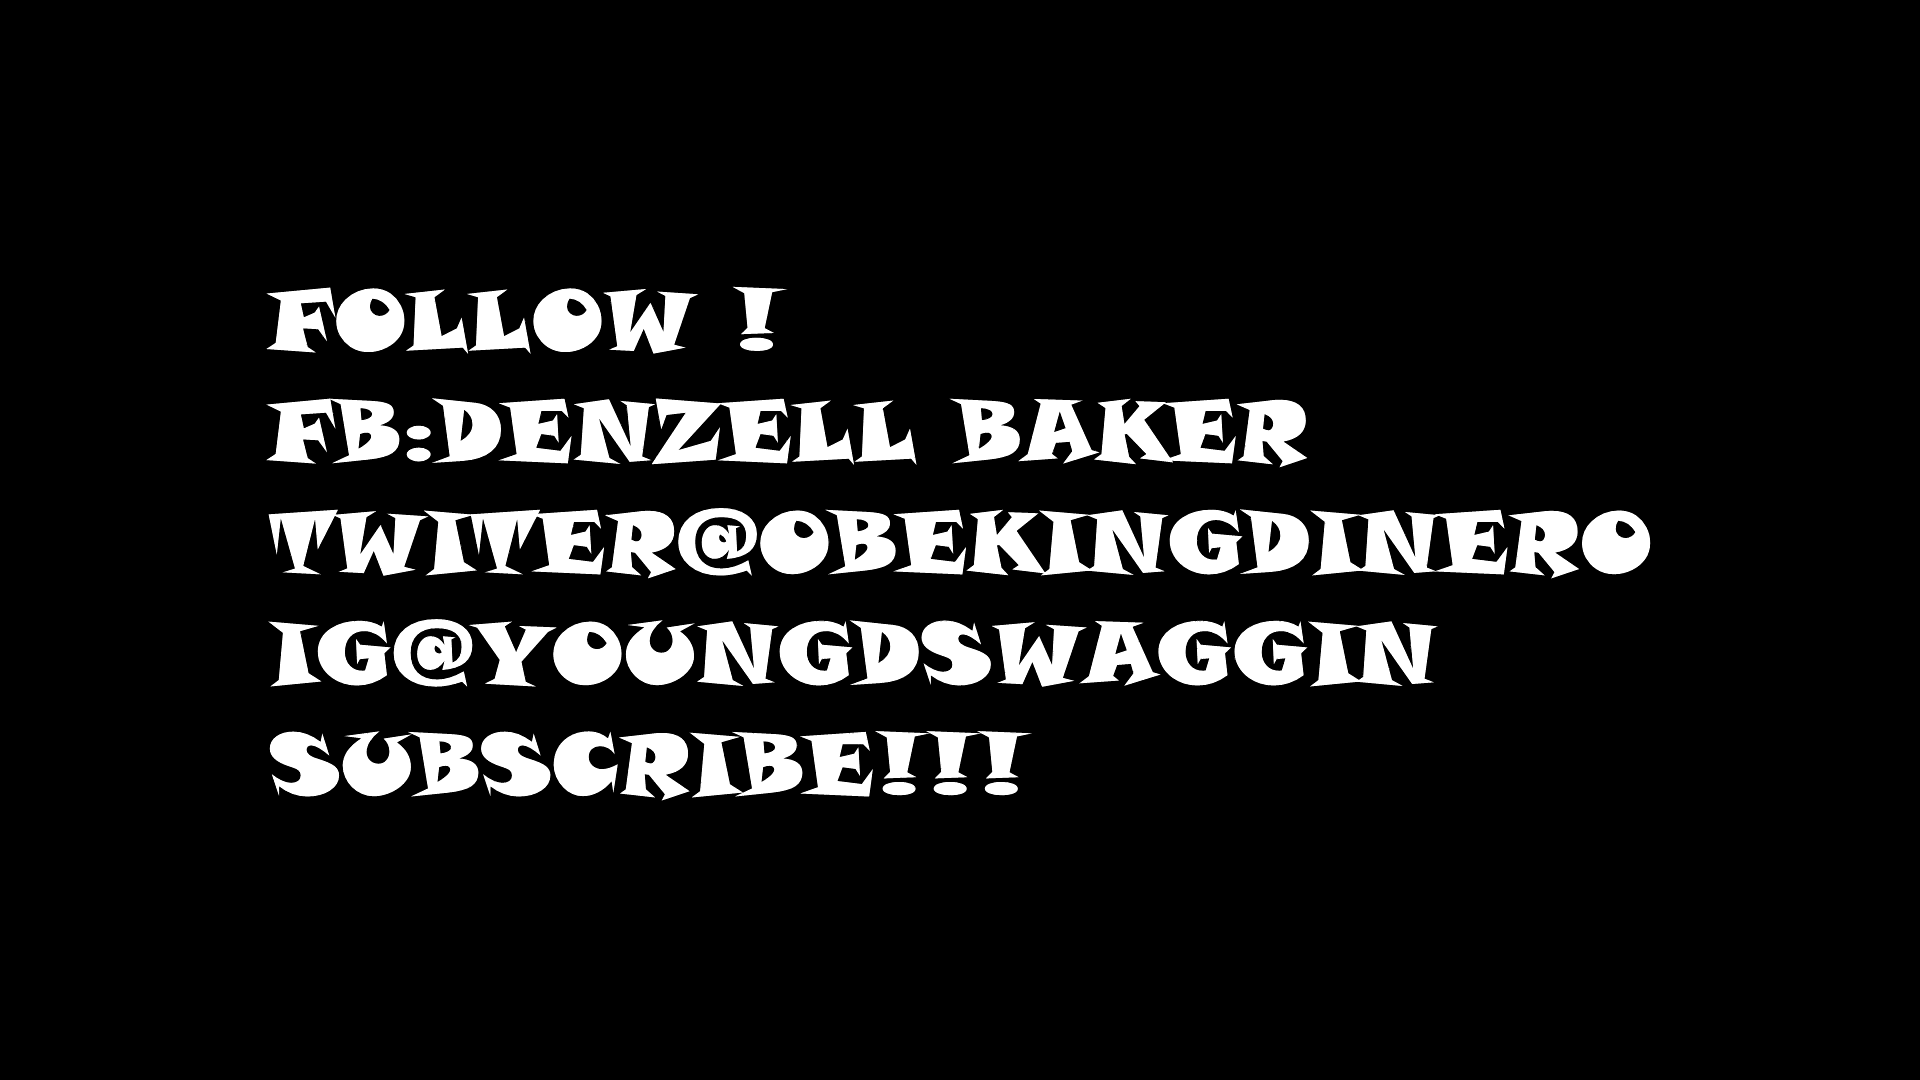 FOLLOW !
FB:DENZELL BAKER
TWITER@OBEKINGDINERO
IG@YOUNGDSWAGGIN
SUBSCRIBE!!!